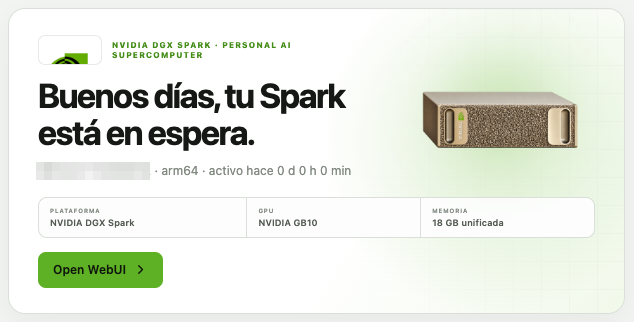 NVIDIA DGX SPARK · PERSONAL AI
SUPERCOMPUTER
Buenos días, tu Spark
está en espera.
· arm64 · activo hace 0 d 0 h 0 min
PLATAFORMA
NVIDIA DGX Spark
GPU
NVIDIA GB10
MEMORIA
18 GB unificada
Open WebUI